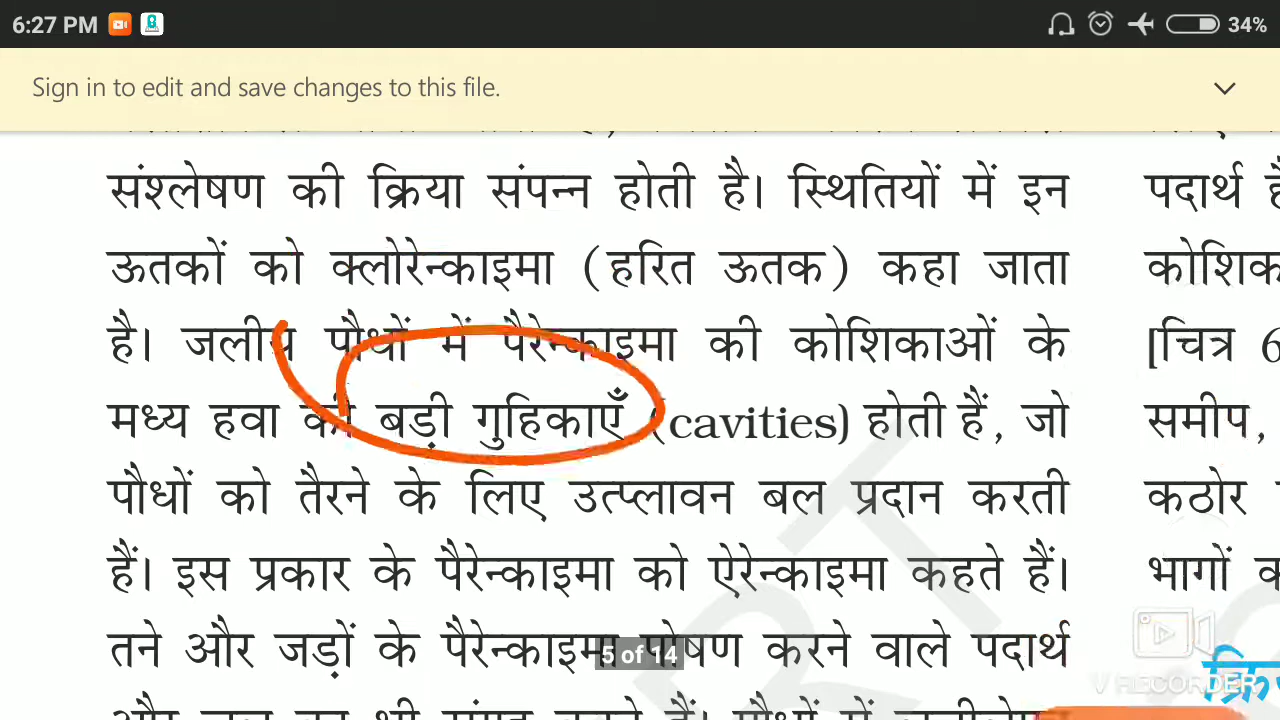 6:27 PM
34%
Sign in to edit and save changes to this file.
संश्लेषण की क्रिया संपन्न होती है। स्थितियों में इन
ऊतकों को क्लोरेन्काइमा (हरित ऊतक) कहा जाता
है। जलीय पौधों में पैरेन्काइमा की कोशिकाओं के
मध्य हवा की बड़ी गुहिकाएँ (cavities) होती हैं, जो
पौधों को तैरने के लिए उत्प्लावन बल प्रदान करती
हैं। इस प्रकार के पैरेन्काइमा को ऐरेन्काइमा कहते हैं।
तने और जड़ों के पैरेन्काइमा पोषण करने वाले पदार्थ
पदार्थ
[चित्र 6
समीप,
कठोर
5 of 14
V RECORDER